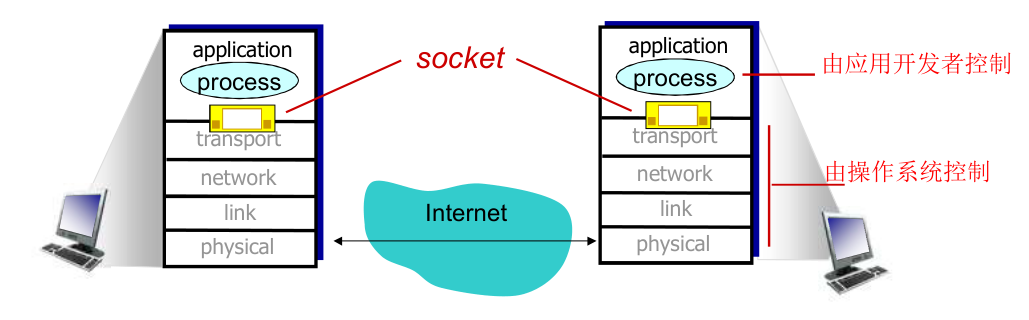 application
process
transport
network
link
physical
socket
Internet
application
process
transport
network
link
physical
由应用开发者控制
由操作系统控制